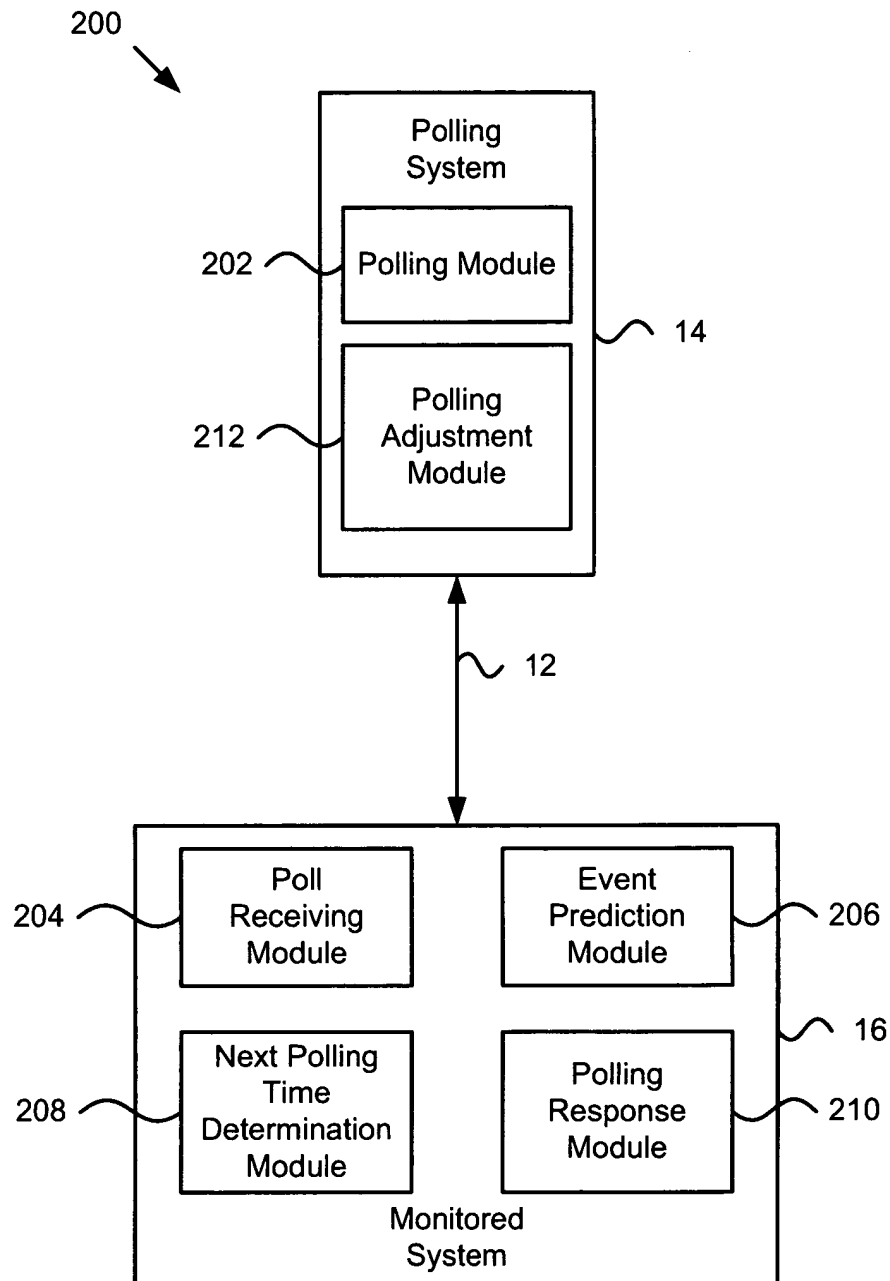 200
Polling
System
202
Polling Module
14
212
Polling
Adjustment
Module
12
204
Poll
Receiving
Module
Event
Prediction
Module
206
16
208
Next Polling
Time
Determination
Module
Polling
Response
Module
210
Monitored
System